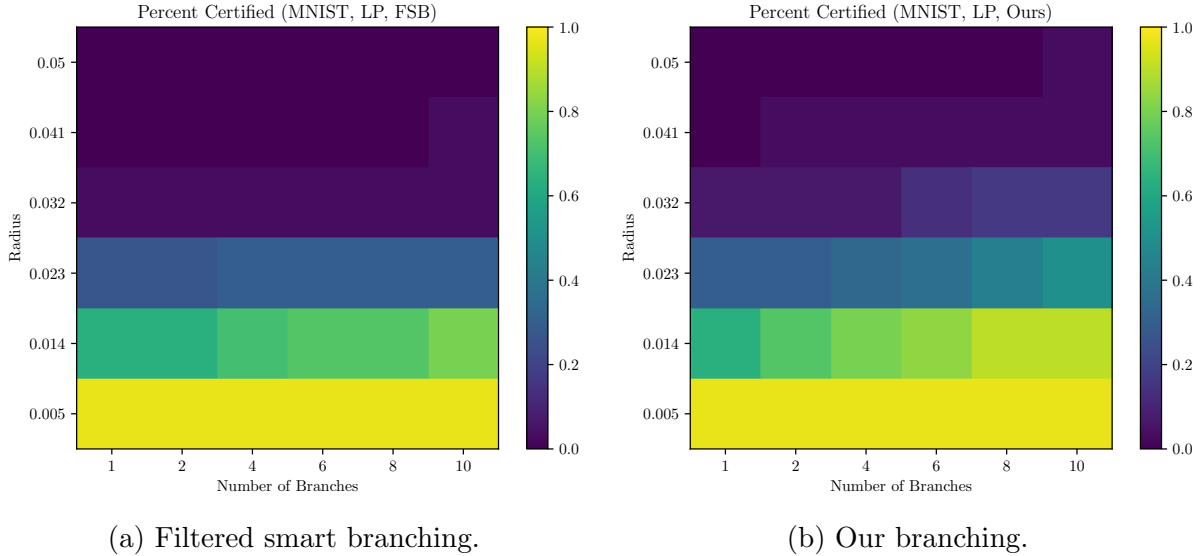 Percent Certified (MNIST, LP, FSB)
0.05
0.041
0.032
0.023
0.014
0.005
Radius
1 2 4 6 8 10
Number of Branches
1.0
0.8
0.6
0.4
0.2
0.0
(a) Filtered smart branching.
Percent Certified (MNIST, LP, Ours)
0.05
0.041
0.032
0.023
0.014
0.005
Radius
1 2 4 6 8 10
Number of Branches
1.0
0.8
0.6
0.4
0.2
0.0
(b) Our branching.